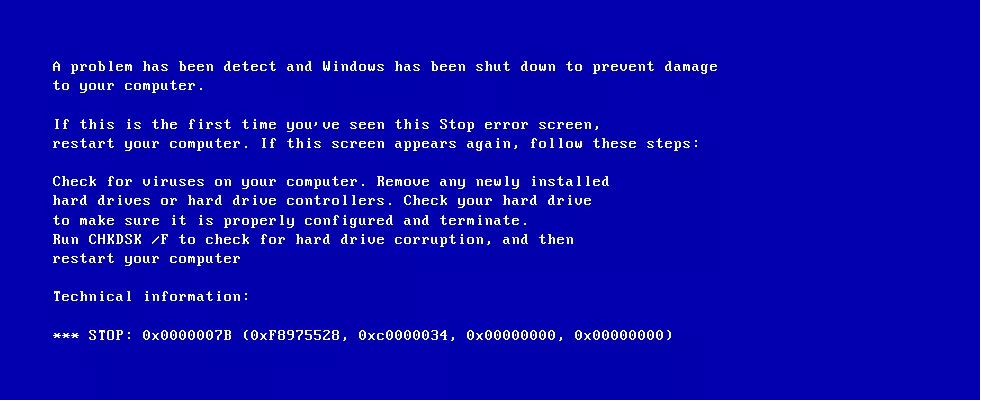 A problem has been detect and Windows has been shut down to prevent damage
to your computer.
If this is the first time you've seen this Stop error screen,
restart your computer. If this screen appears again, follow these steps:
Check for viruses on your computer. Remove any newly installed
hard drives or hard drive controllers. Check your hard drive
to make sure it is properly configured and terminate.
Run CHKDSK /F to check for hard drive corruption, and then
restart your computer
Technical information:
*** STOP: 0x0000007B (0xF8975528, 0xc0000034, 0x00000000, 0x00000000)